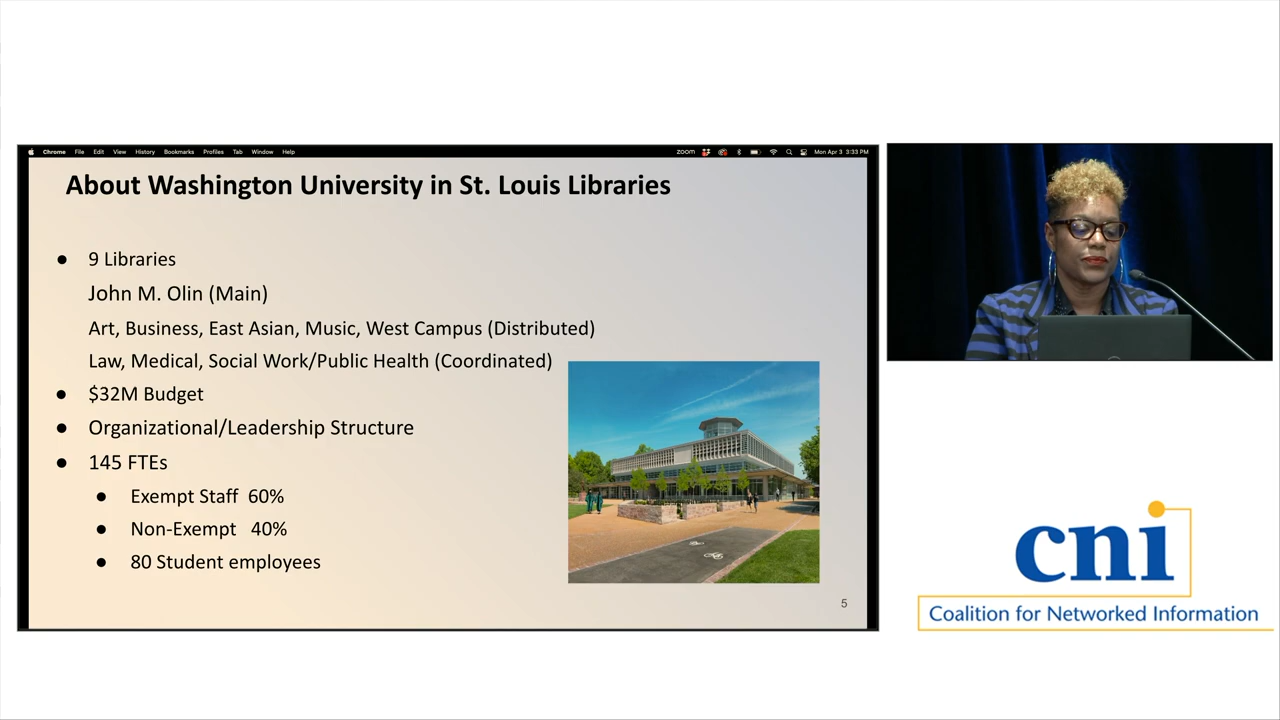 Chrome File Edit View History Bookmarks Profiles Tab Window Help zoom Mon Apr 3 3:33 PM
About Washington University in St. Louis Libraries
● 9 Libraries
John M. Olin (Main)
Art, Business, East Asian, Music, West Campus (Distributed)
Law, Medical, Social Work/Public Health (Coordinated)
● $32M Budget
● Organizational/Leadership Structure
● 145 FTEs
● Exempt Staff 60%
● Non-Exempt 40%
● 80 Student employees
5
cni
Coalition for Networked Information